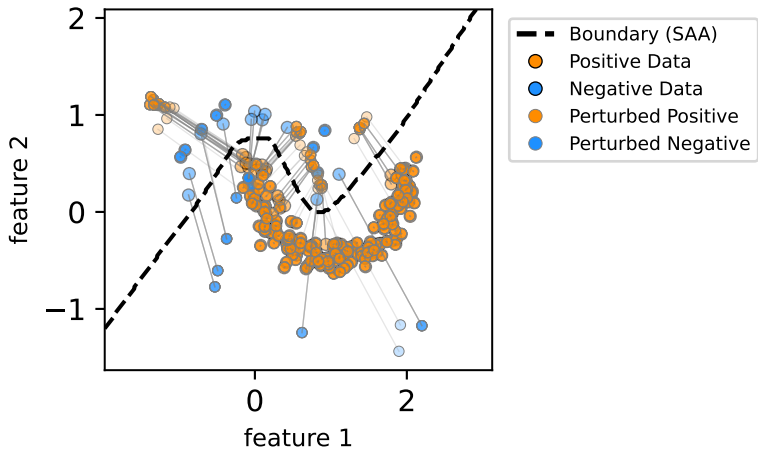 2
1
0
−1
feature 2
0
2
feature 1
Boundary (SAA)
Positive Data
Negative Data
Perturbed Positive
Perturbed Negative